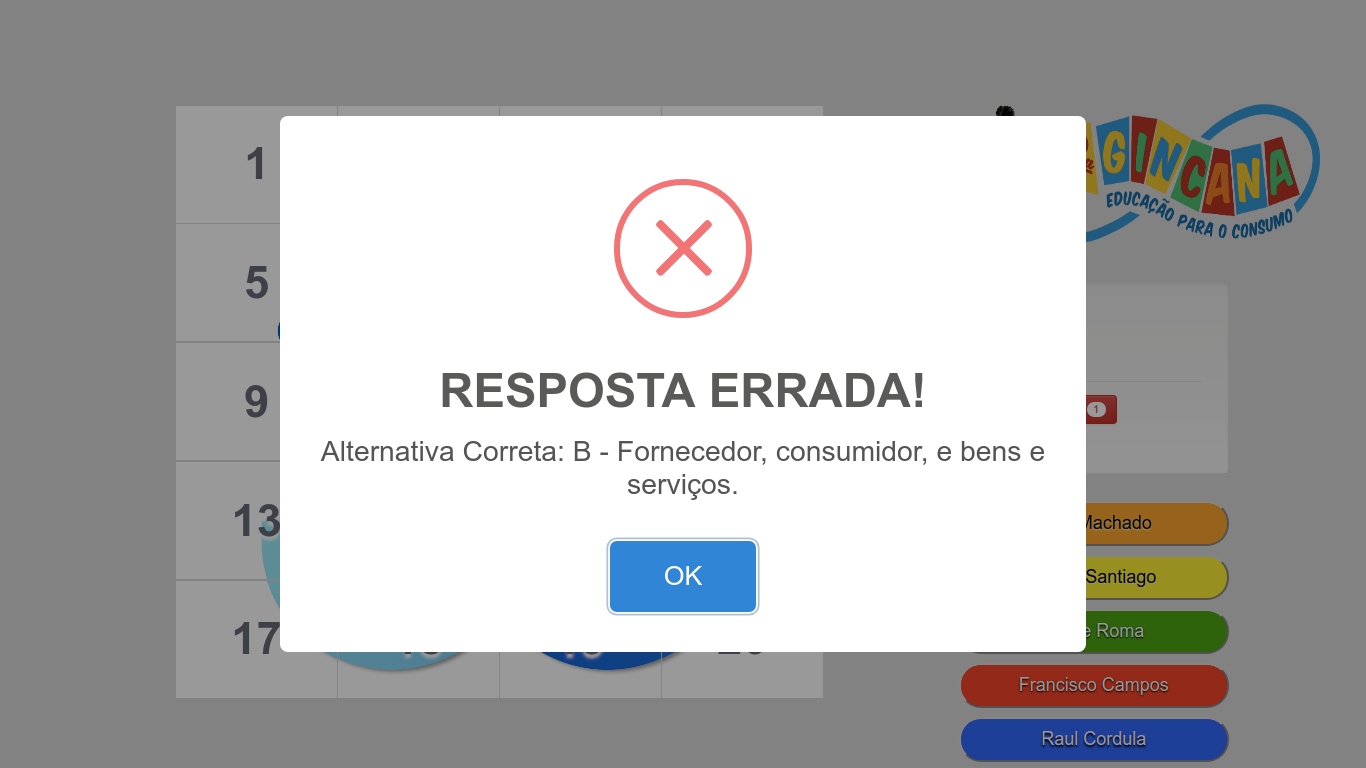 1
GINCANA
EDUCAÇÃO PARA O CONSUMO
5
RESPOSTA ERRADA!
9
1
Alternativa Correta: B - Fornecedor, consumidor, e bens e
serviços.
13
Machado
OK
Santiago
17
Roma
Francisco Campos
Raul Cordula